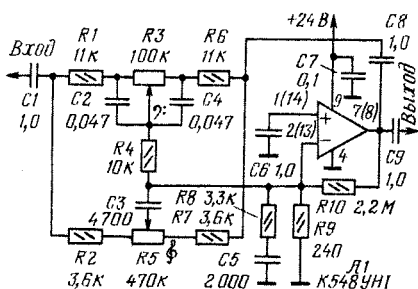 Вход
C1
1,0
R1
11к
R3
100к
R6
11к
C2
0,047
C4
0,047
R4
10к
C3
4700
R2
3,6к
R5
470к
R8 3,3к
R7 3,6к
C5
2000
C6 1,0
R9
240
R10 2,2М
+24 В
C7
0,1
C8
1,0
1(14)
2(13)
9
4
7(8)
+
−
C9
1,0
Выход
Д1
К548УН1